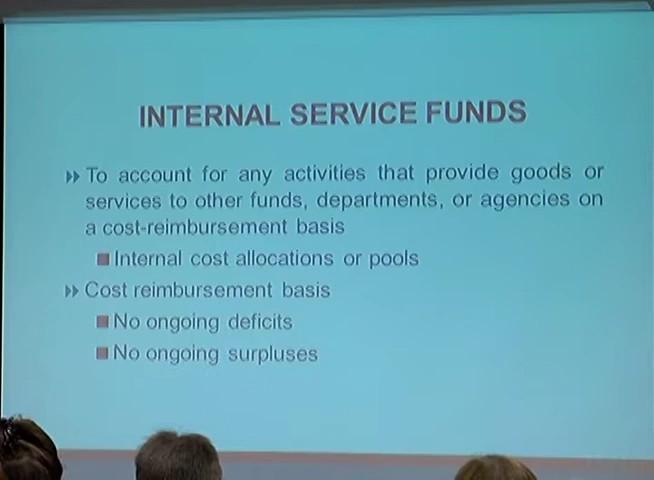 INTERNAL SERVICE FUNDS
To account for any activities that provide goods or
services to other funds, departments, or agencies on
a cost-reimbursement basis
Internal cost allocations or pools
Cost reimbursement basis
No ongoing deficits
No ongoing surpluses